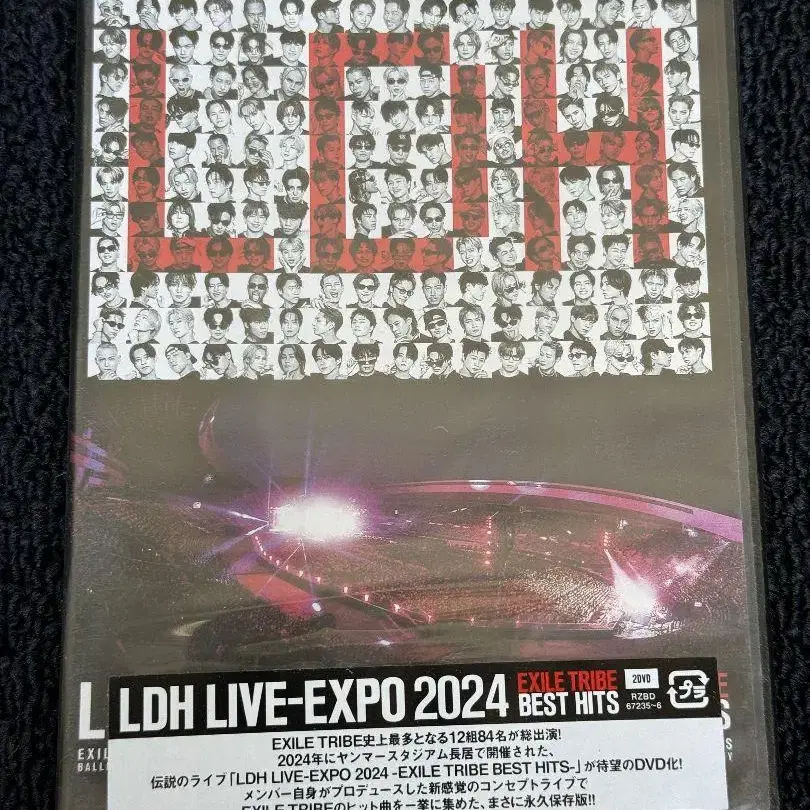 LDH
LDH LIVE-EXPO 2024 EXILE TRIBE BEST HITS
2DVD
RZBD
67235~6
プラ
EXILE TRIBE史上最多となる12組84名が総出演!
2024年にヤンマースタジアム長居で開催された、
伝説のライブ「LDH LIVE-EXPO 2024 -EXILE TRIBE BEST HITS-」が待望のDVD化!
メンバー自身がプロデュースした新感覚のコンセプトライブで
EXILE TRIBEのヒット曲を一挙に集めた、まさに永久保存版!!